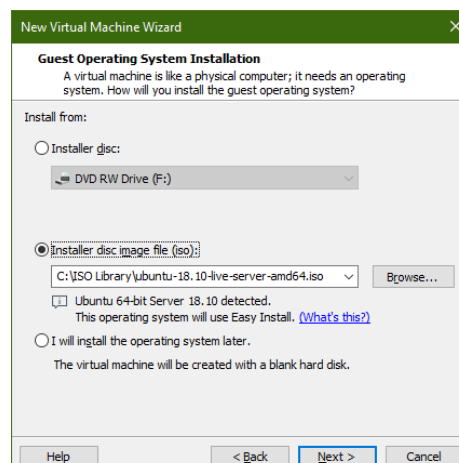 New Virtual Machine Wizard
Guest Operating System Installation
A virtual machine is like a physical computer; it needs an operating
system. How will you install the guest operating system?
Install from:
Installer disc:
DVD RW Drive (F:)
Installer disc image file (iso):
C:\ISO Library\ubuntu-18.10-live-server-amd64.iso
Browse...
Ubuntu 64-bit Server 18.10 detected.
This operating system will use Easy Install. (What's this?)
I will install the operating system later.
The virtual machine will be created with a blank hard disk.
Help
< Back
Next >
Cancel